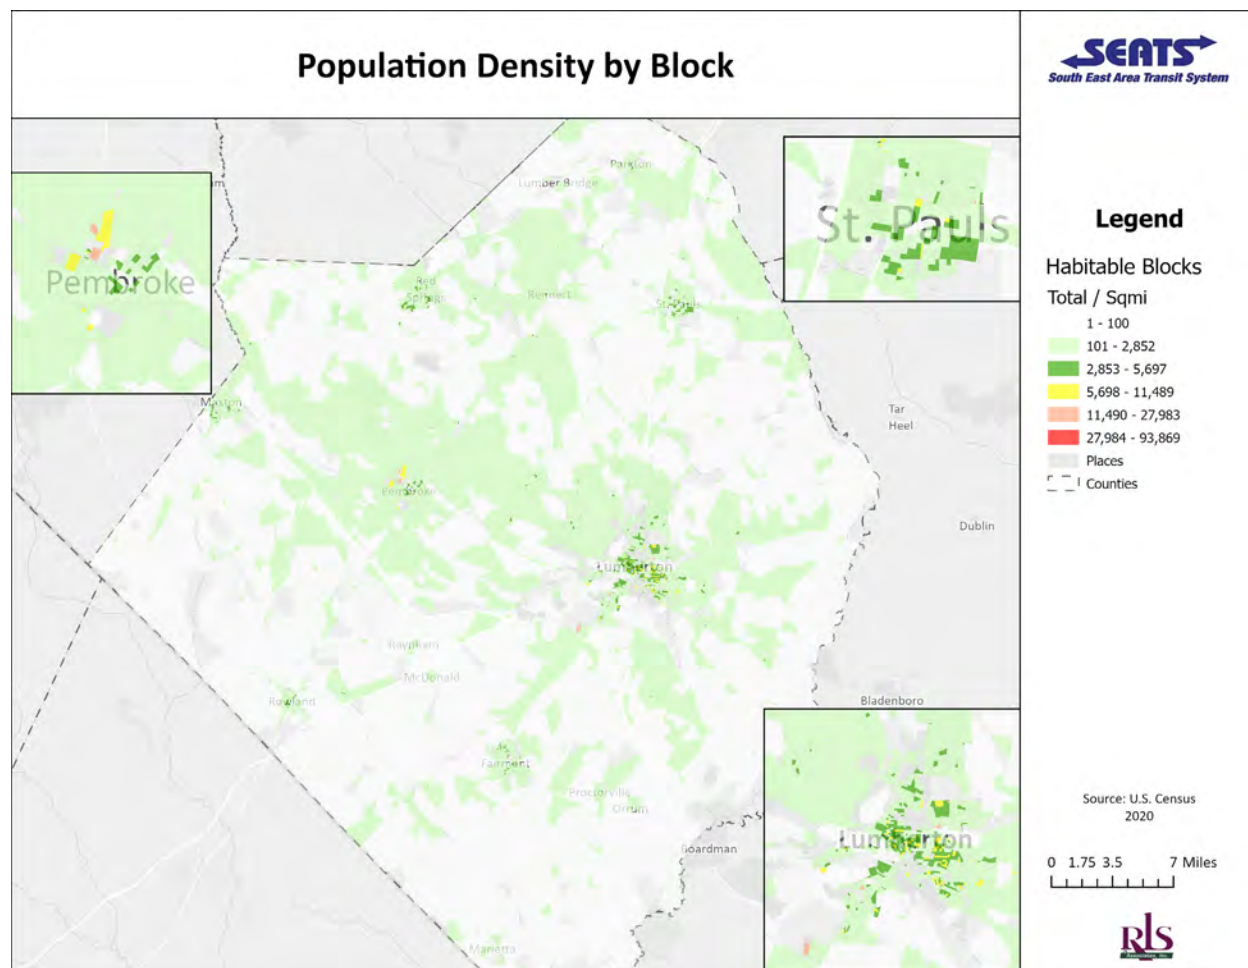 Population Density by Block
SEATS
South East Area Transit System
Legend
Habitable Blocks
Total / Sqmi
1 - 100
101 - 2,852
2,853 - 5,697
5,698 - 11,489
11,490 - 27,983
27,984 - 93,869
Places
Counties
Source: U.S. Census
2020
0 1.75 3.5 7 Miles
RLS
Associates, Inc.
Pembroke
St. Pauls
Lumberton
Parkton
Lumber Bridge
Red
Springs
Rennert
St. Pauls
Maxton
Tar
Heel
Pembroke
Dublin
Lumberton
Raynham
McDonald
Rowland
Bladenboro
Fairmont
Proctorville
Orrum
Boardman
Marietta